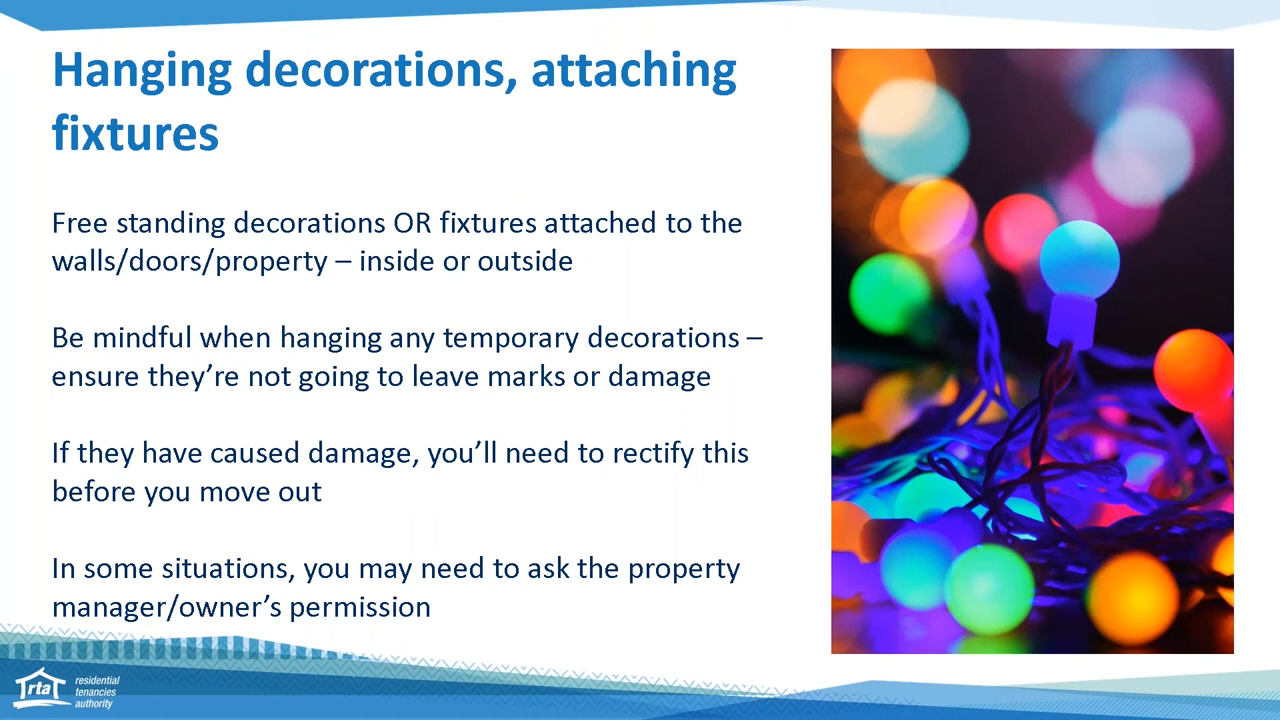 Hanging decorations, attaching
fixtures
Free standing decorations OR fixtures attached to the
walls/doors/property – inside or outside
Be mindful when hanging any temporary decorations –
ensure they’re not going to leave marks or damage
If they have caused damage, you’ll need to rectify this
before you move out
In some situations, you may need to ask the property
manager/owner’s permission
rta
residential
tenancies
authority